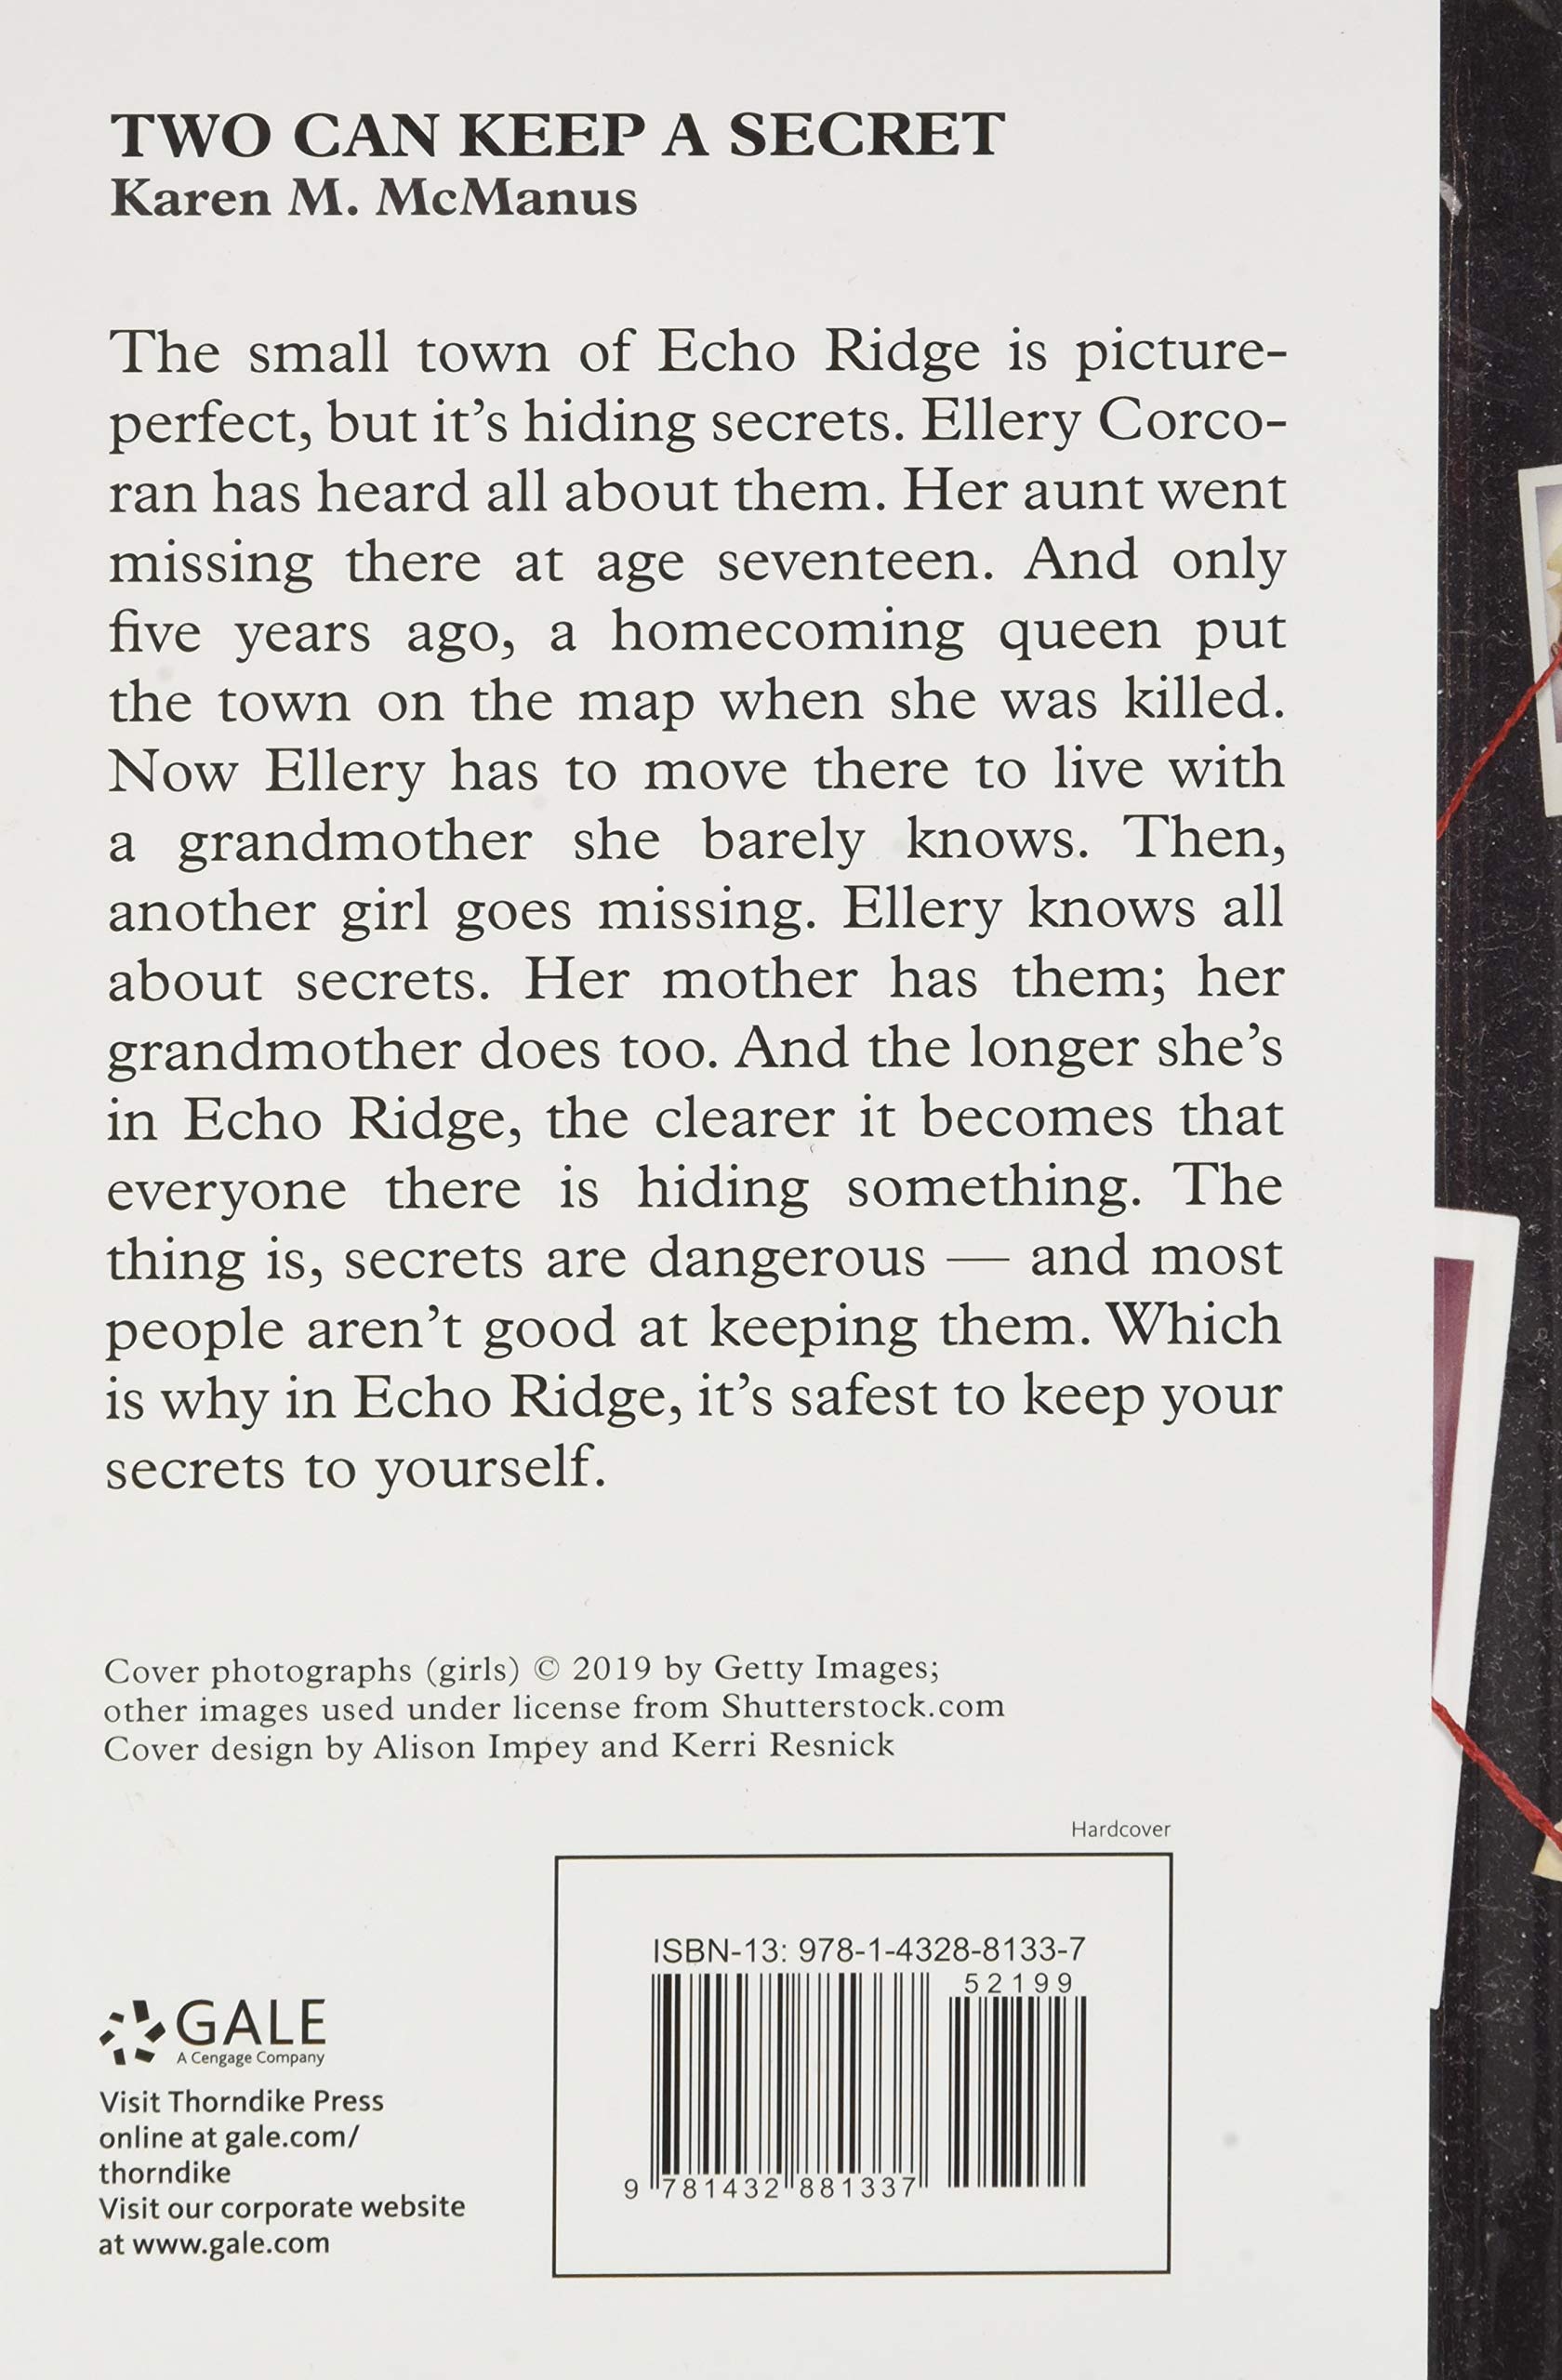 TWO CAN KEEP A SECRET
Karen M. McManus
The small town of Echo Ridge is picture-
perfect, but it's hiding secrets. Ellery Corco-
ran has heard all about them. Her aunt went
missing there at age seventeen. And only
five years ago, a homecoming queen put
the town on the map when she was killed.
Now Ellery has to move there to live with
a grandmother she barely knows. Then,
another girl goes missing. Ellery knows all
about secrets. Her mother has them; her
grandmother does too. And the longer she's
in Echo Ridge, the clearer it becomes that
everyone there is hiding something. The
thing is, secrets are dangerous — and most
people aren't good at keeping them. Which
is why in Echo Ridge, it's safest to keep your
secrets to yourself.
Cover photographs (girls) © 2019 by Getty Images;
other images used under license from Shutterstock.com
Cover design by Alison Impey and Kerri Resnick
Hardcover
ISBN-13: 978-1-4328-8133-7
52199
9 781432 881337
GALE
A Cengage Company
Visit Thorndike Press
online at gale.com/
thorndike
Visit our corporate website
at www.gale.com